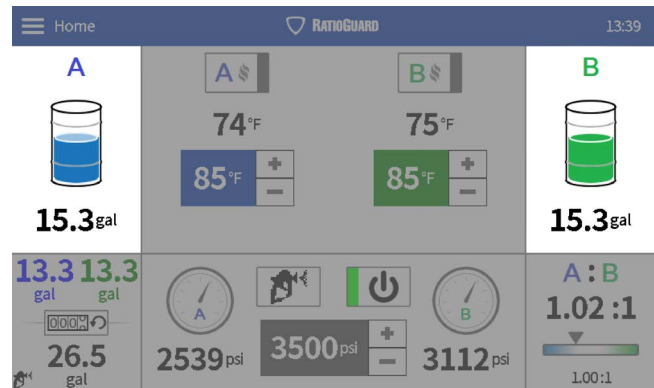 Home
RATIOGUARD
13:39
A
A
B
B
74°F
75°F
85°F
+
−
85°F
+
−
15.3gal
15.3gal
13.3 13.3
gal gal
000
26.5
gal
A
2539psi
3500psi
+
−
B
3112psi
A:B
1.02 :1
1.00:1